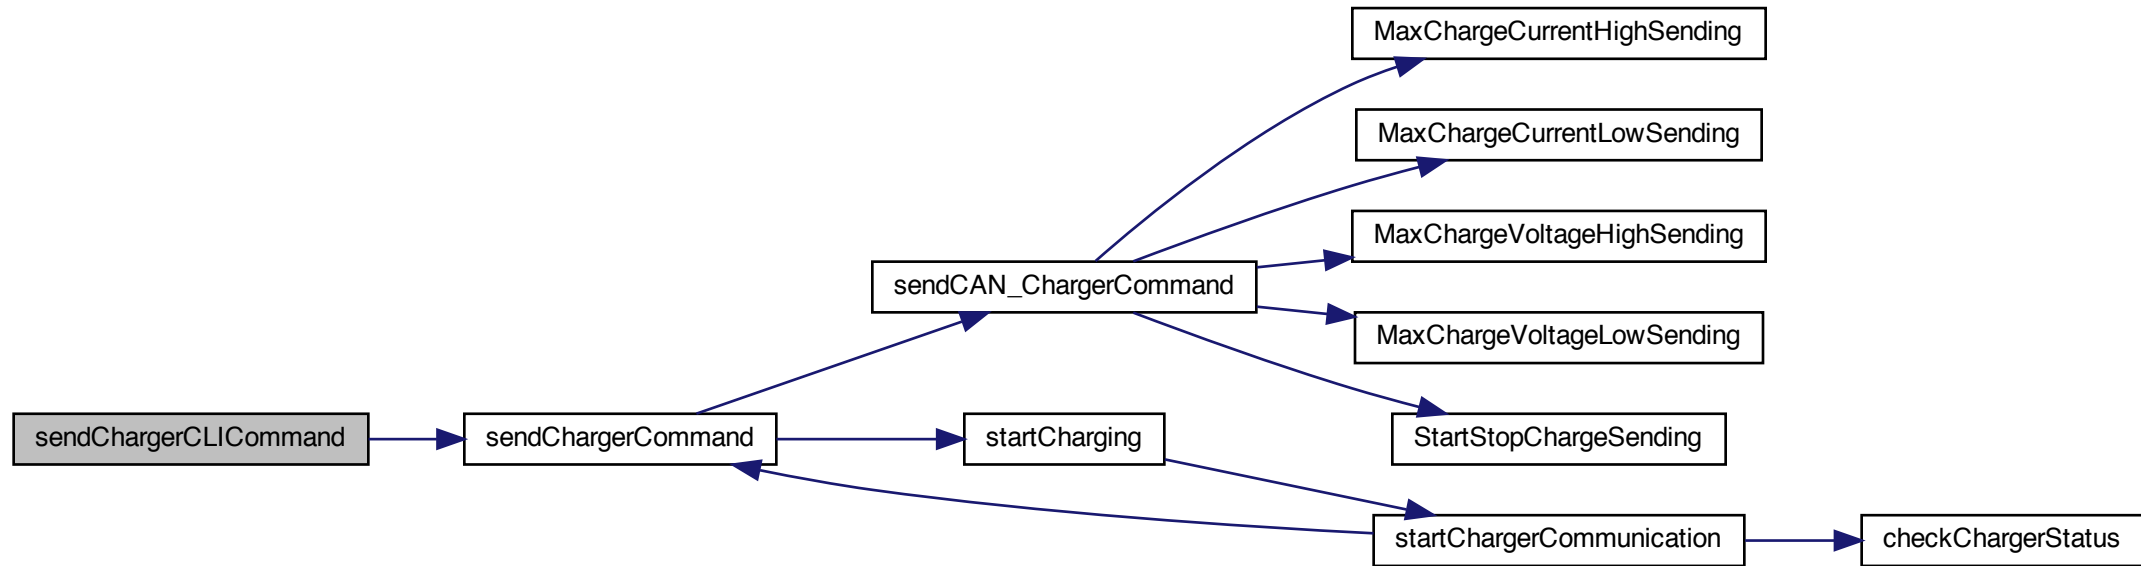 MaxChargeCurrentHighSending
MaxChargeCurrentLowSending
MaxChargeVoltageHighSending
sendCAN_ChargerCommand
MaxChargeVoltageLowSending
sendChargerCLICommand
sendChargerCommand
startCharging
StartStopChargeSending
startChargerCommunication
checkChargerStatus